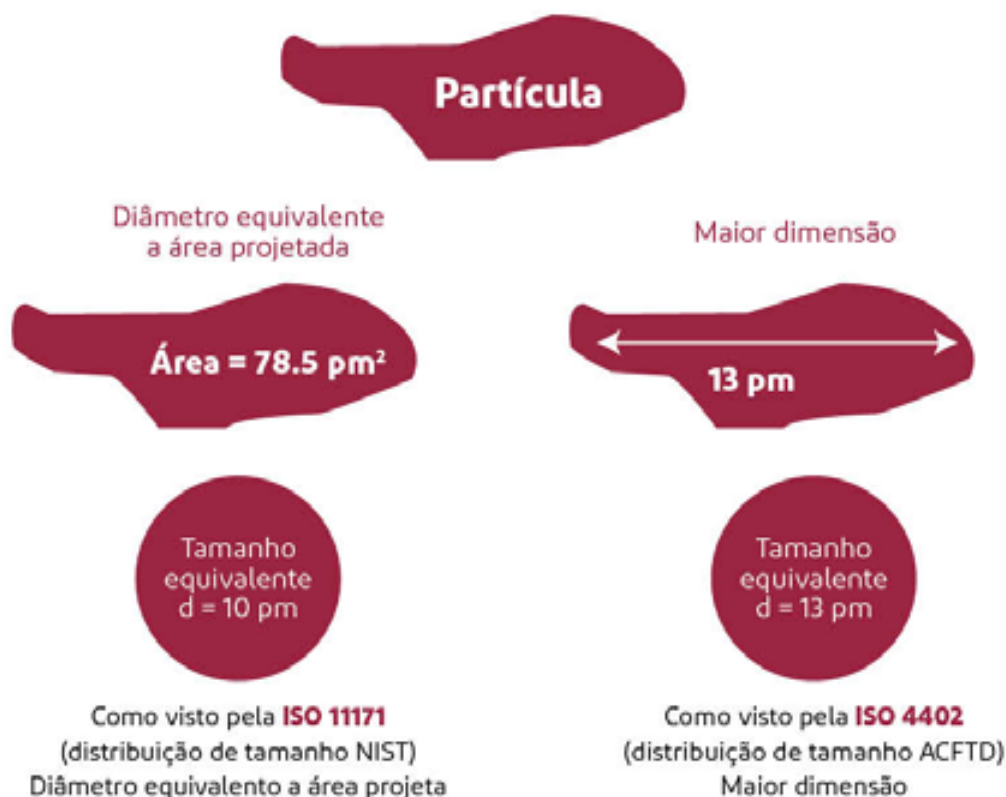 Partícula
Diâmetro equivalente
a área projetada
Maior dimensão
Área = 78.5 pm²
13 pm
Tamanho
equivalente
d = 10 pm
Tamanho
equivalente
d = 13 pm
Como visto pela ISO 11171
(distribuição de tamanho NIST)
Diâmetro equivalento a área projeta
Como visto pela ISO 4402
(distribuição de tamanho ACFTD)
Maior dimensão